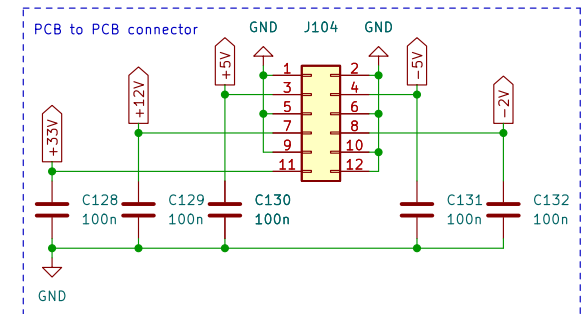 PCB to PCB connector
GND
J104
GND
+5V
-5V
+12V
-2V
+33V
1
2
3
4
5
6
7
8
9
10
11
12
C128
100n
C129
100n
C130
100n
C131
100n
C132
100n
GND